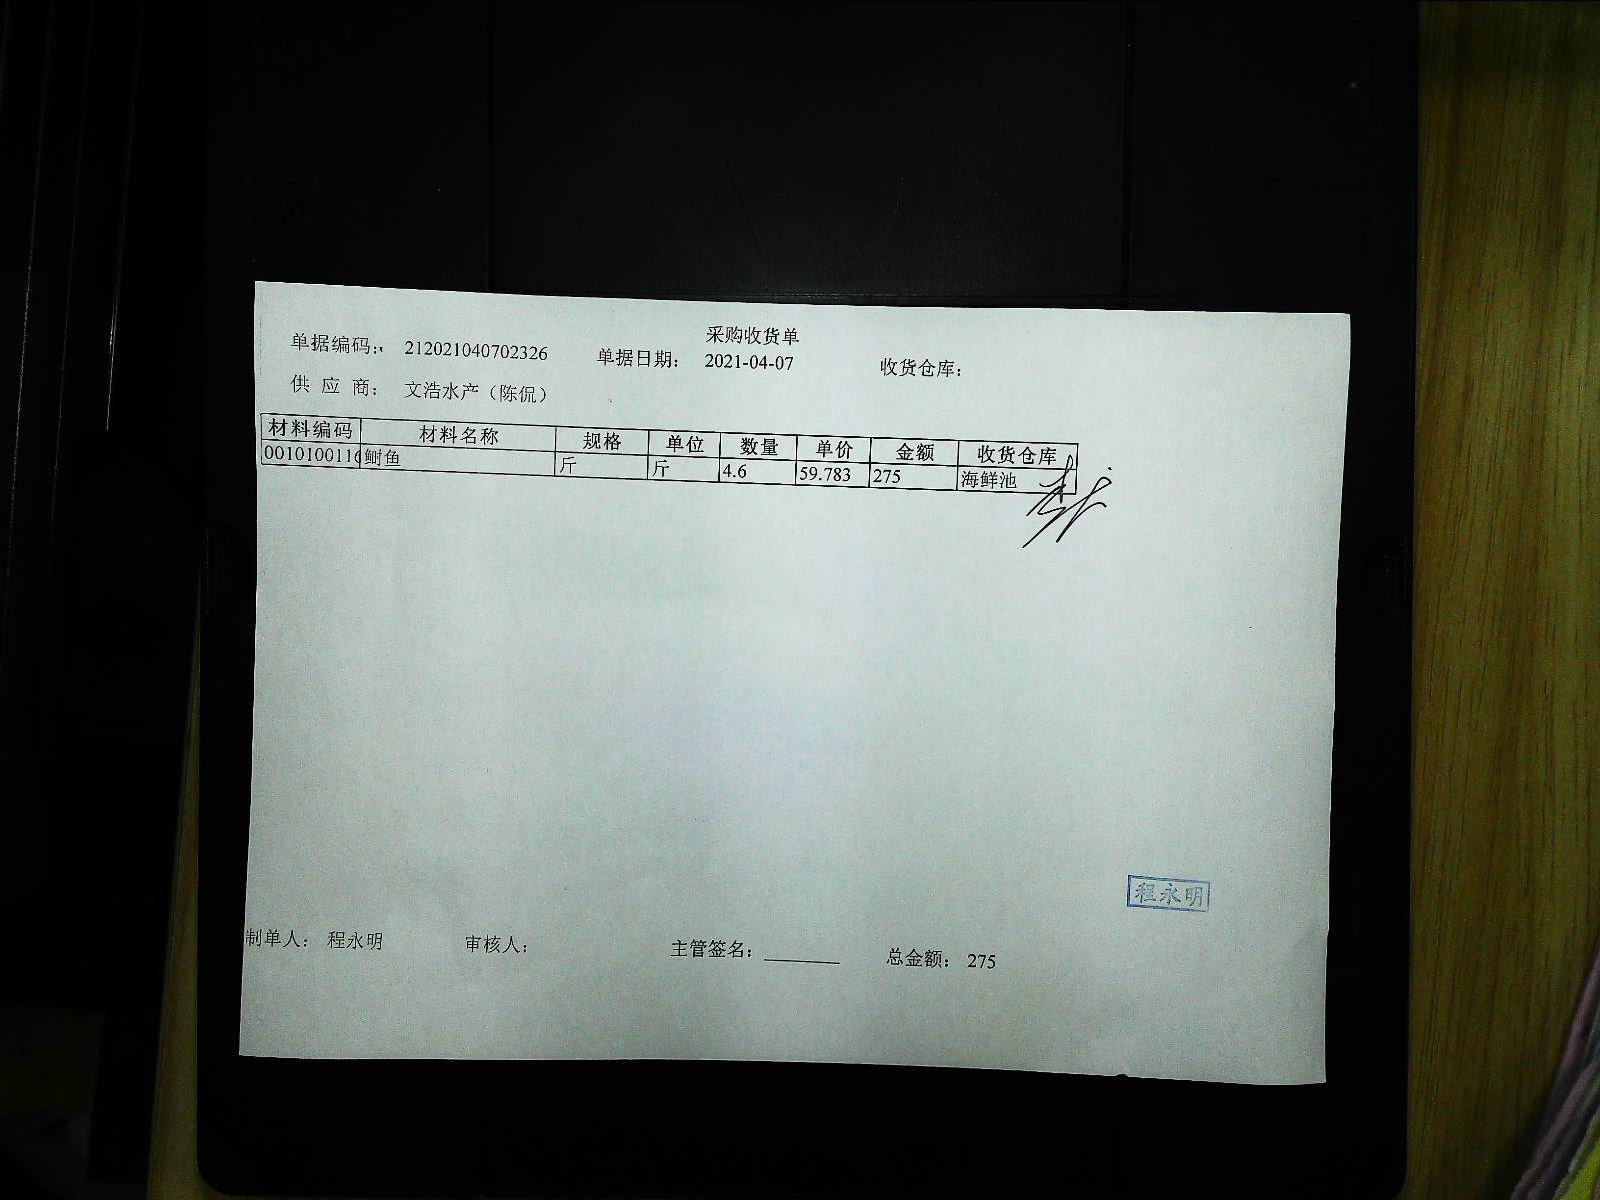 采购收货单
单据编码： 212021040702326 单据日期： 2021-04-07 收货仓库：
供 应 商： 文浩水产（陈侃）
材料编码 材料名称 规格 单位 数量 单价 金额 收货仓库
0010100116 鲥鱼 斤 斤 4.6 59.783 275 海鲜池
程永明
制单人： 程永明 审核人： 主管签名：________ 总金额： 275